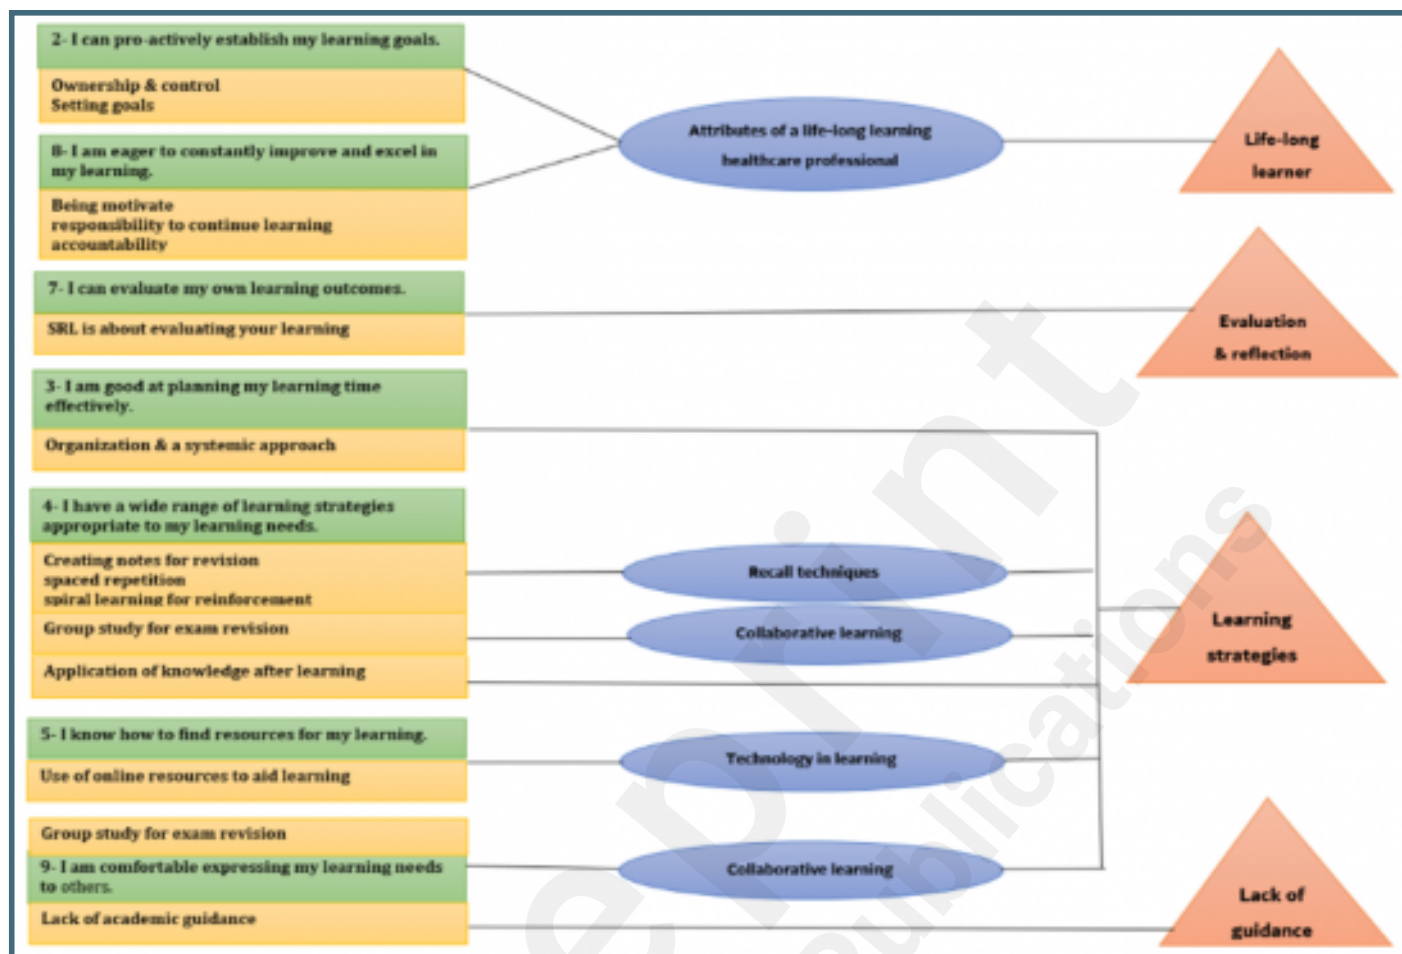 2- I can pro-actively establish my learning goals.
Ownership & control
Setting goals
8- I am eager to constantly improve and excel in
my learning.
Being motivate
responsibility to continue learning
accountability
7- I can evaluate my own learning outcomes.
SRL is about evaluating your learning
3- I am good at planning my learning time
effectively.
Organization & a systemic approach
4- I have a wide range of learning strategies
appropriate to my learning needs.
Creating notes for revision
spaced repetition
spiral learning for reinforcement
Group study for exam revision
Application of knowledge after learning
5- I know how to find resources for my learning.
Use of online resources to aid learning
Group study for exam revision
9- I am comfortable expressing my learning needs
to others.
Lack of academic guidance
Attributes of a life-long learning
healthcare professional
Recall techniques
Collaborative learning
Technology in learning
Collaborative learning
Life-long
learner
Evaluation
& reflection
Learning
strategies
Lack of
guidance
eprint
ublications